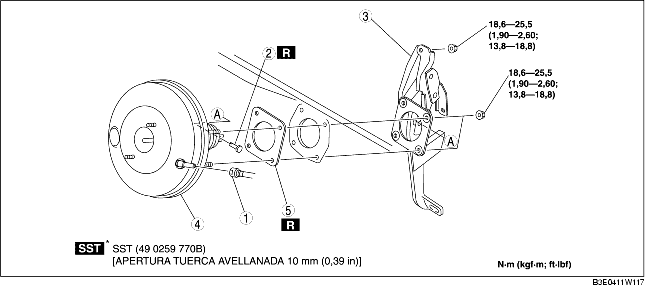 3
18,6—25,5
(1,90—2,60;
13,8—18,8)
2 R
18,6—25,5
(1,90—2,60;
13,8—18,8)
A
A
4
1
5
R
SST * SST (49 0259 770B)
[APERTURA TUERCA AVELLANADA 10 mm (0,39 in)]
N·m (kgf·m; ft·lbf)
B3E0411W117